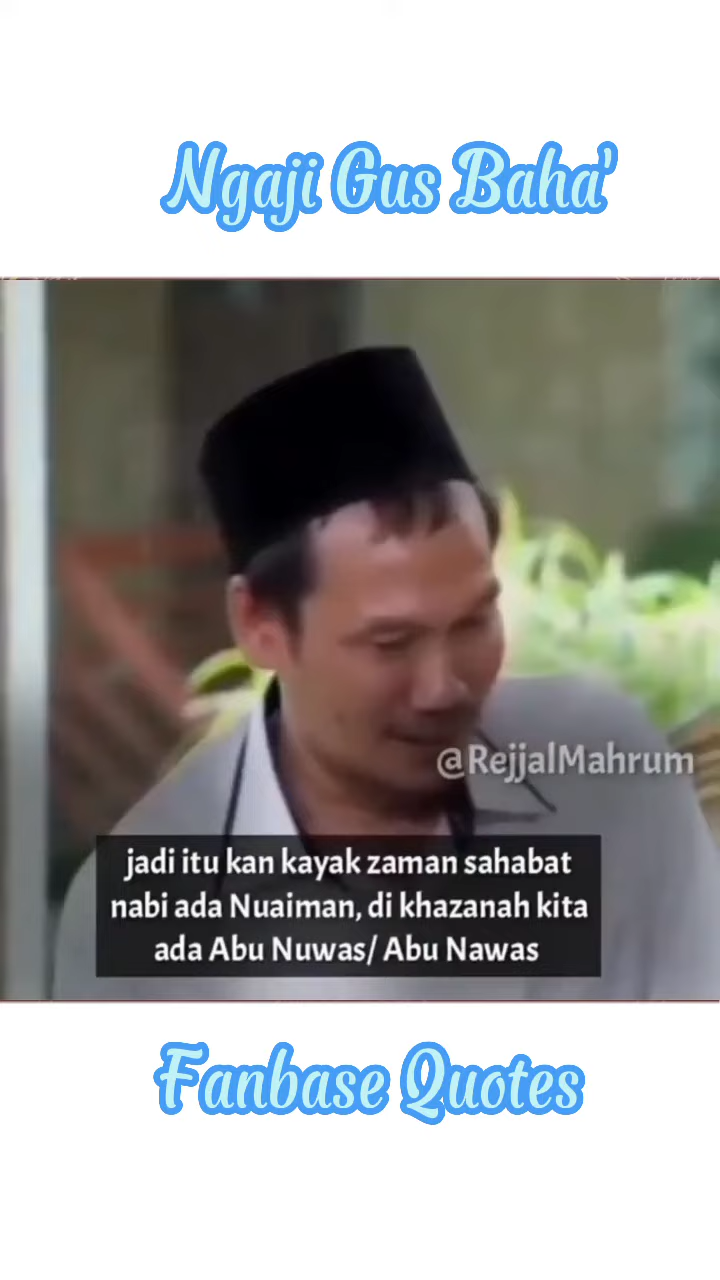 Ngaji Gus Baha'
@RejjalMahrum
jadi itu kan kayak zaman sahabat
nabi ada Nuaiman, di khazanah kita
ada Abu Nuwas/ Abu Nawas
Fanbase Quotes